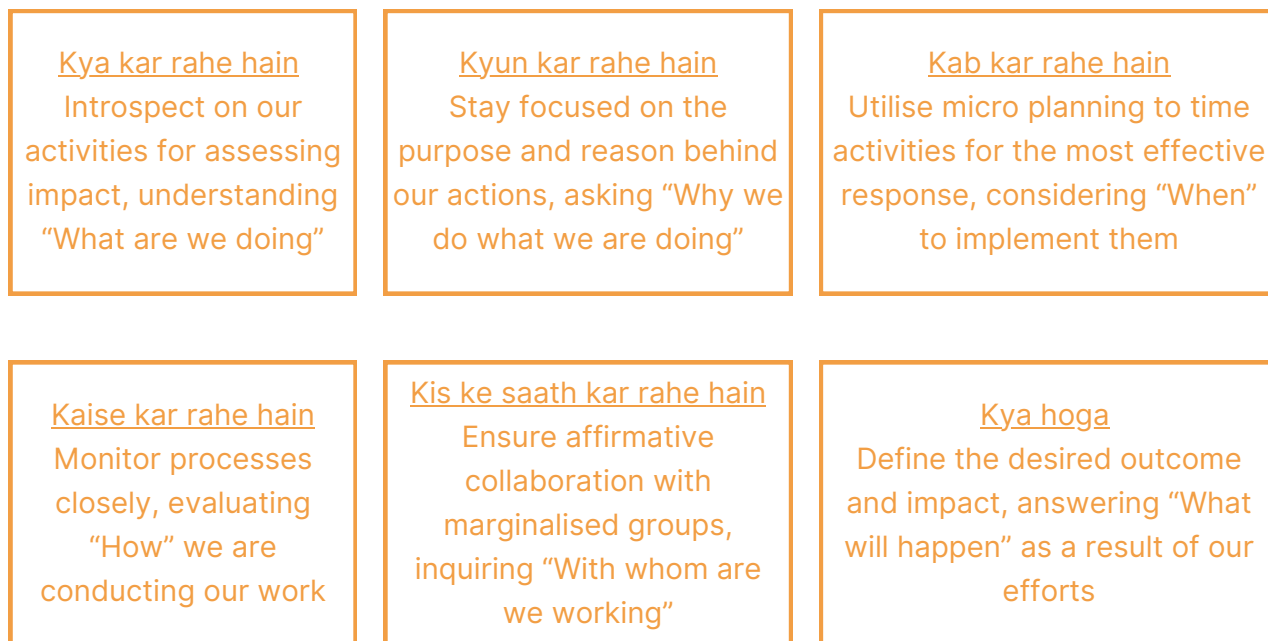 Kya kar rahe hain
Introspect on our
activities for assessing
impact, understanding
“What are we doing”
Kyun kar rahe hain
Stay focused on the
purpose and reason behind
our actions, asking “Why we
do what we are doing”
Kab kar rahe hain
Utilise micro planning to time
activities for the most effective
response, considering “When”
to implement them
Kaise kar rahe hain
Monitor processes
closely, evaluating
“How” we are
conducting our work
Kis ke saath kar rahe hain
Ensure affirmative
collaboration with
marginalised groups,
inquiring “With whom are
we working”
Kya hoga
Define the desired outcome
and impact, answering “What
will happen” as a result of our
efforts